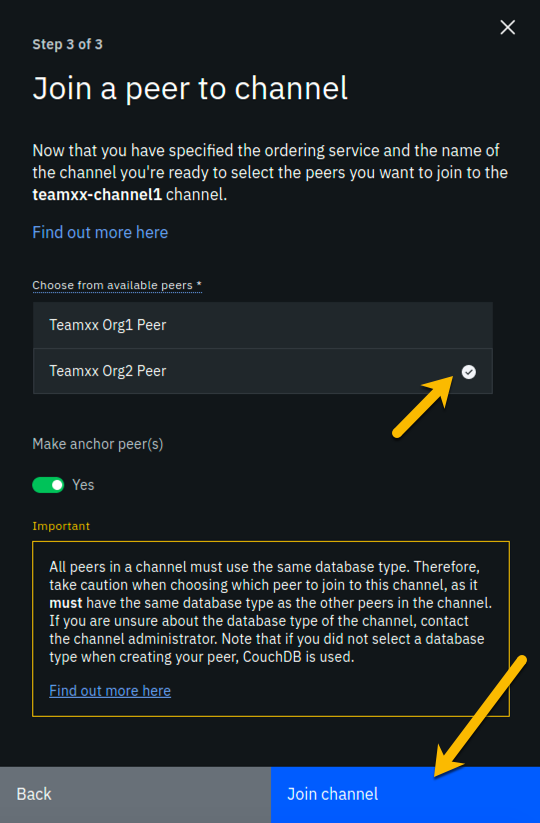 Step 3 of 3
Join a peer to channel
Now that you have specified the ordering service and the name of
the channel you're ready to select the peers you want to join to the
teamxx-channel1 channel.
Find out more here
Choose from available peers *
Teamxx Org1 Peer
Teamxx Org2 Peer
Make anchor peer(s)
Yes
Important
All peers in a channel must use the same database type. Therefore,
take caution when choosing which peer to join to this channel, as it
must have the same database type as the other peers in the channel.
If you are unsure about the database type of the channel, contact
the channel administrator. Note that if you did not select a database
type when creating your peer, CouchDB is used.
Find out more here
Back
Join channel